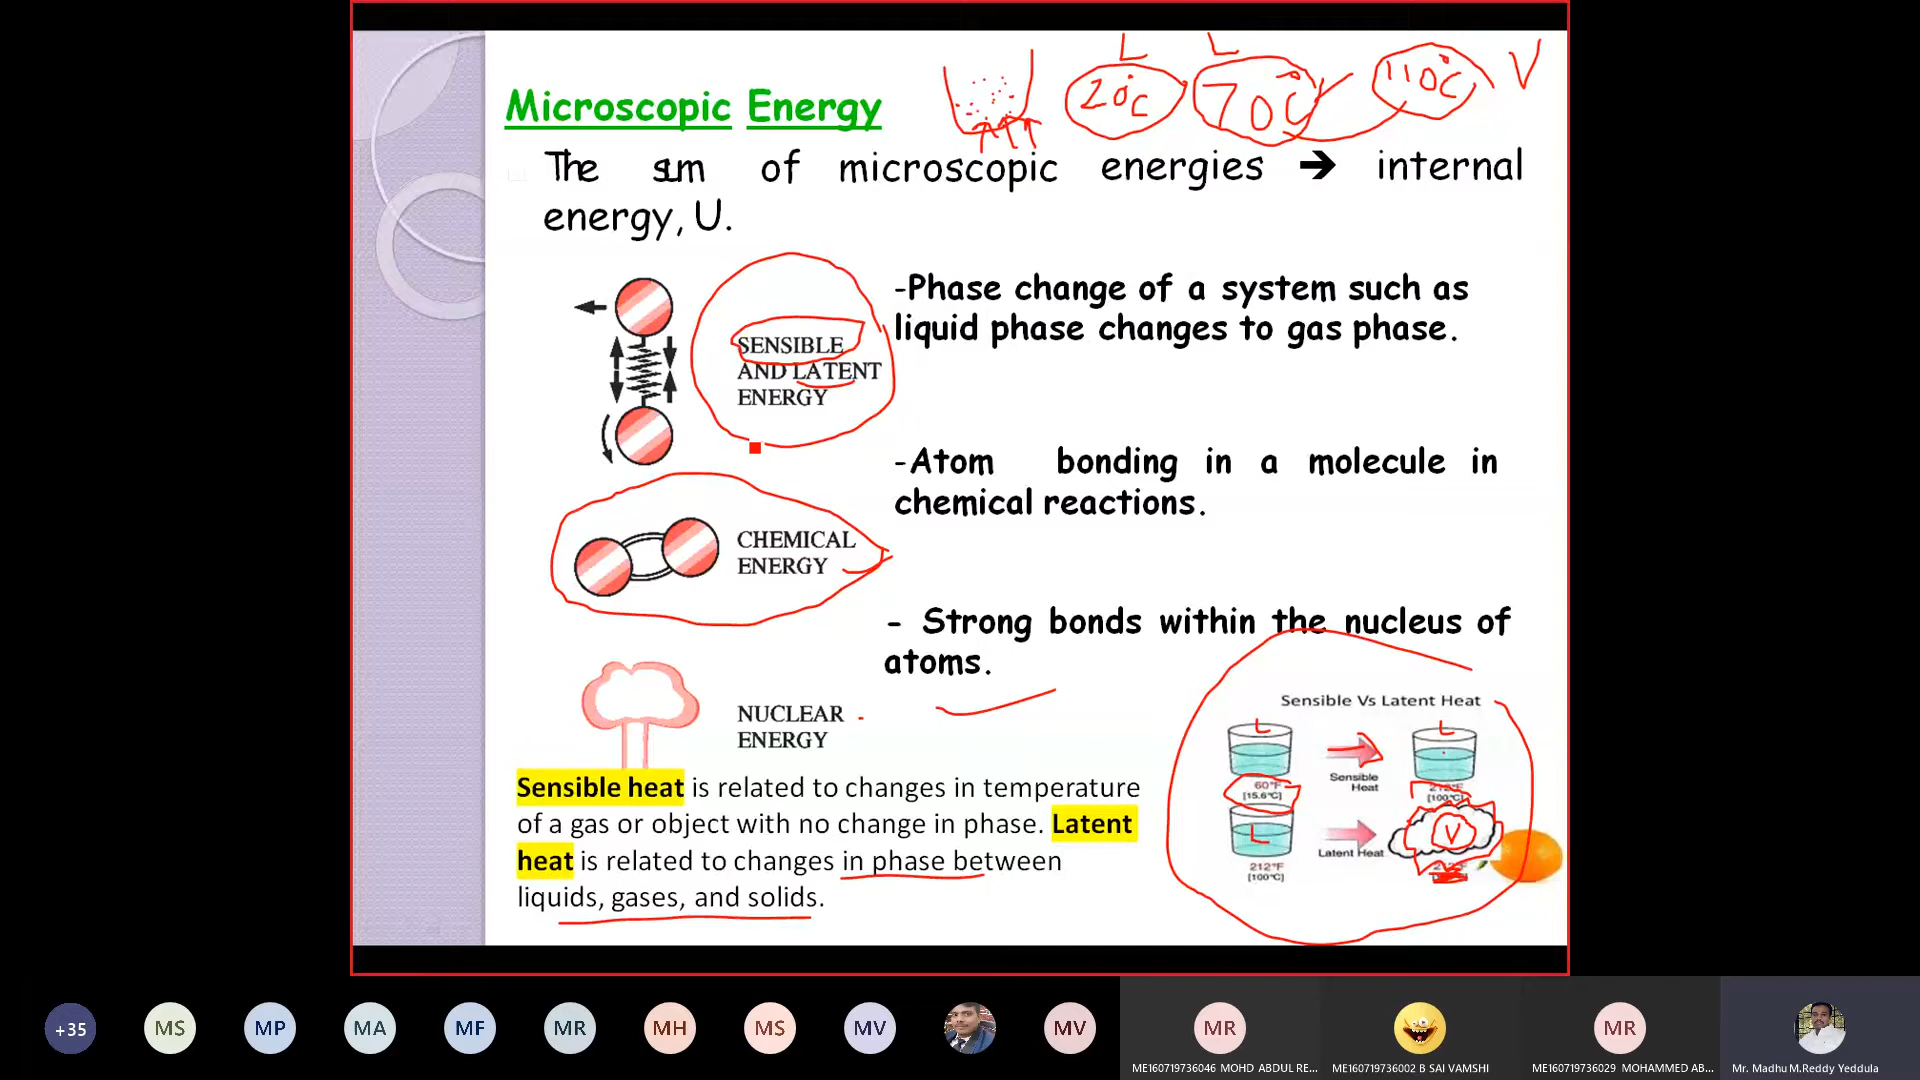 L L
20°C 70°C 110°C V
Microscopic Energy
The sum of microscopic energies → internal
energy, U.
SENSIBLE
AND LATENT
ENERGY
-Phase change of a system such as
liquid phase changes to gas phase.
-Atom bonding in a molecule in
chemical reactions.
CHEMICAL
ENERGY
- Strong bonds within the nucleus of
atoms.
NUCLEAR
ENERGY
Sensible heat is related to changes in temperature
of a gas or object with no change in phase. Latent
heat is related to changes in phase between
liquids, gases, and solids.
Sensible Vs Latent Heat
L L
Sensible
Heat
60°F
[15.6°C]
212°F
[100°C]
L V
Latent Heat
212°F
[100°C]
+35 MS MP MA MF MR MH MS MV MV MR MR
ME160719736046 MOHD ABDUL RE...
ME160719736002 B SAI VAMSHI
ME160719736029 MOHAMMED AB...
Mr. Madhu M.Reddy Yeddula